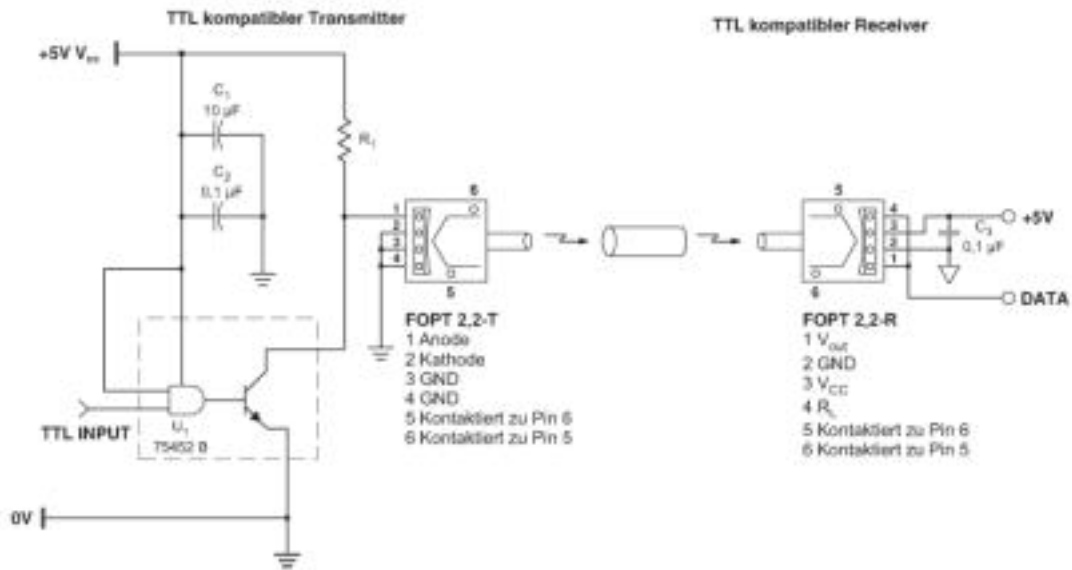 TTL kompatibler Transmitter
TTL kompatibler Receiver
+5V
C1
10 µF
R1
C2
0,1 µF
6
1
2
3
4
5
5
4
3
2
1
6
+5V
C3
0,1 µF
DATA
FOPT 2,2-T
1 Anode
2 Kathode
3 GND
4 GND
5 Kontaktiert zu Pin 6
6 Kontaktiert zu Pin 5
FOPT 2,2-R
1 Vout
2 GND
3 VCC
4 RL
5 Kontaktiert zu Pin 6
6 Kontaktiert zu Pin 5
TTL INPUT
U1
75452 B
0V